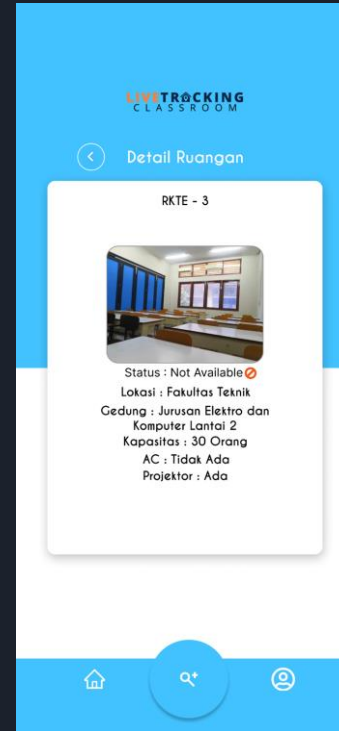 LIVETRACKING
CLASSROOM
Detail Ruangan
RKTE - 3
Status : Not Available
Lokasi : Fakultas Teknik
Gedung : Jurusan Elektro dan
Komputer Lantai 2
Kapasitas : 30 Orang
AC : Tidak Ada
Projektor : Ada